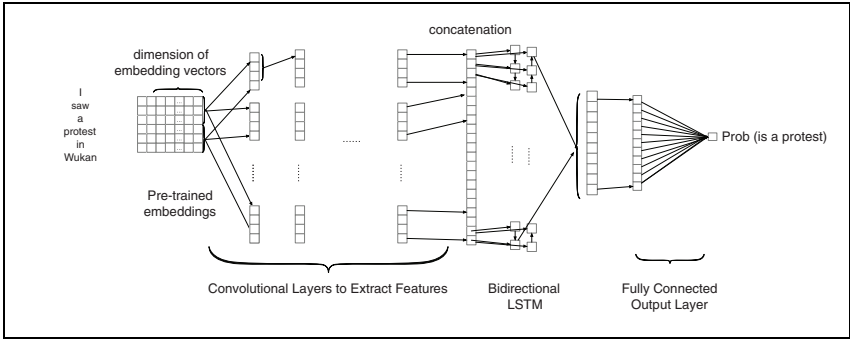 concatenation
dimension of
embedding vectors
I
saw
a
protest
in
Wukan
......
Prob (is a protest)
Pre-trained
embeddings
Convolutional Layers to Extract Features
Bidirectional
LSTM
Fully Connected
Output Layer